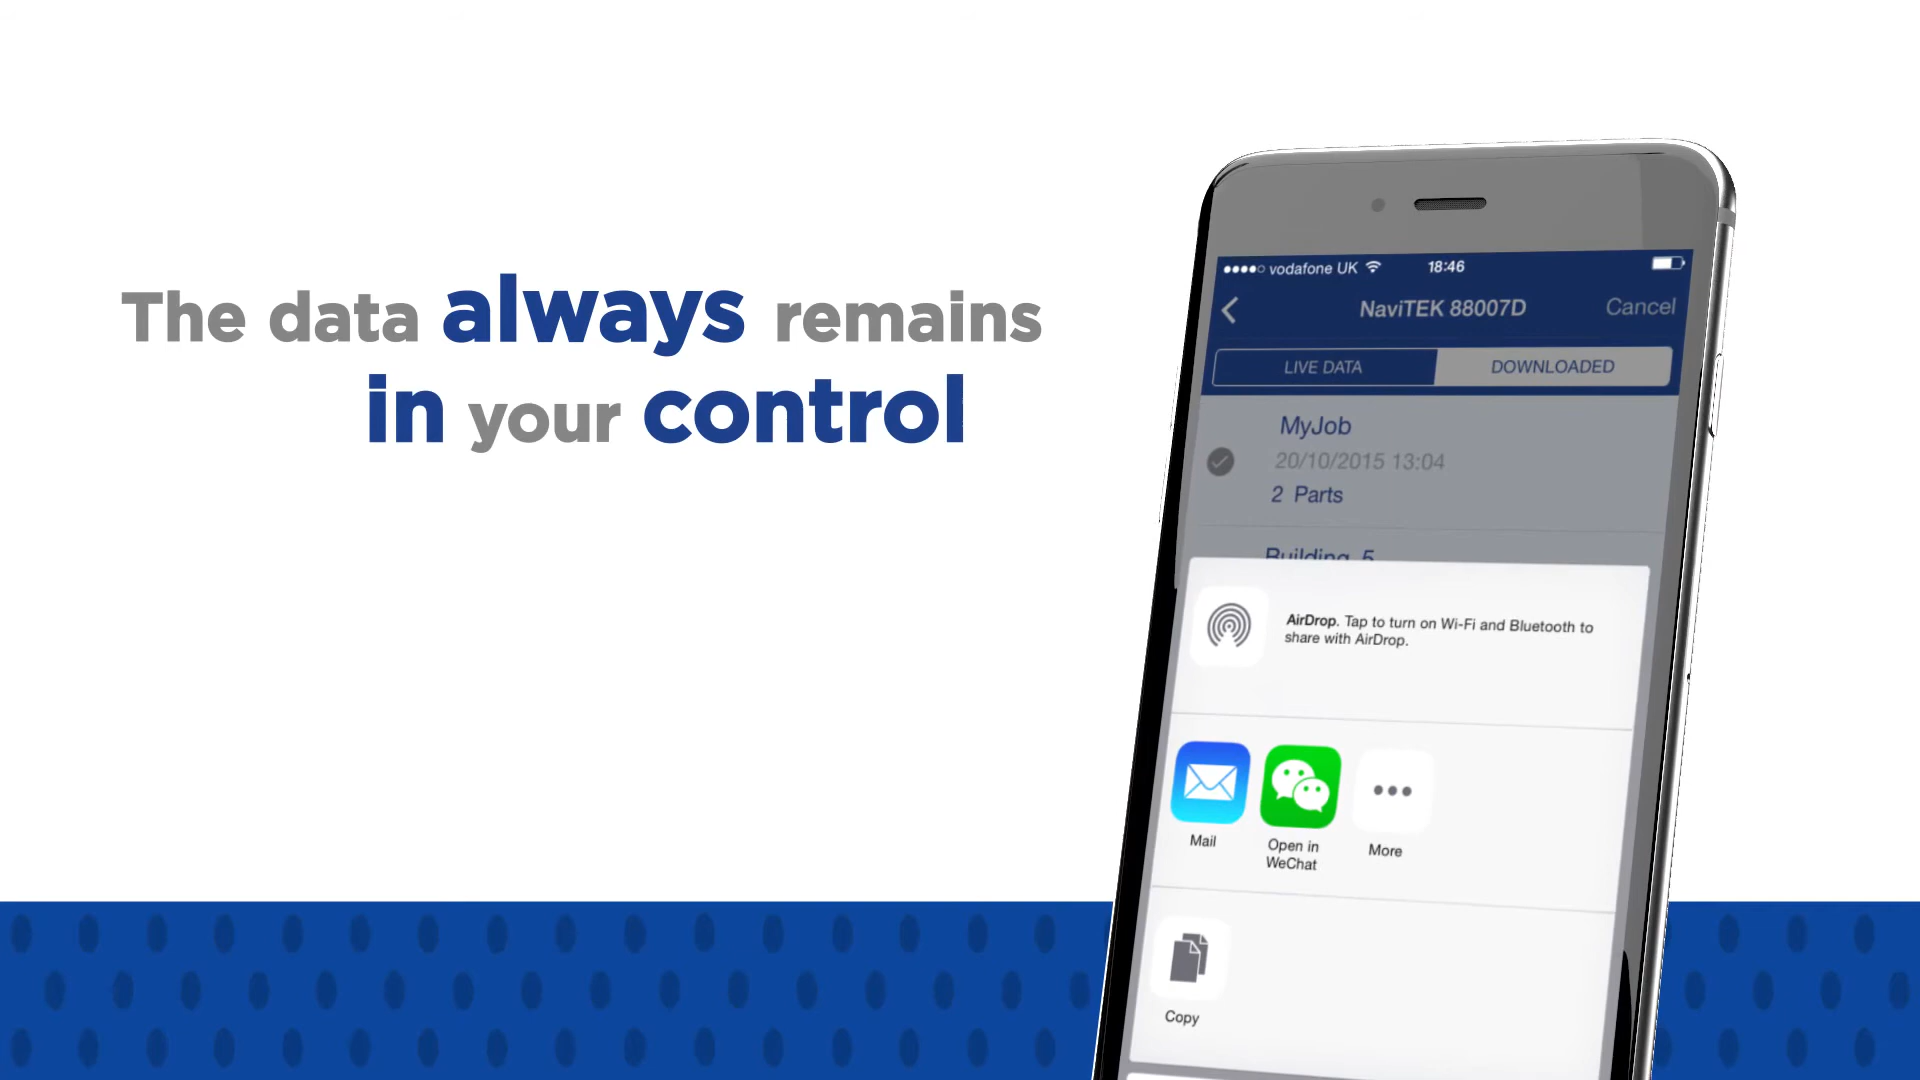 The data always remains
in your control
vodafone UK 18:46
NaviTEK 88007D Cancel
LIVE DATA DOWNLOADED
MyJob
20/10/2015 13:04
2 Parts
Building 5
AirDrop. Tap to turn on Wi-Fi and Bluetooth to
share with AirDrop.
Mail
Open in
WeChat
More
Copy